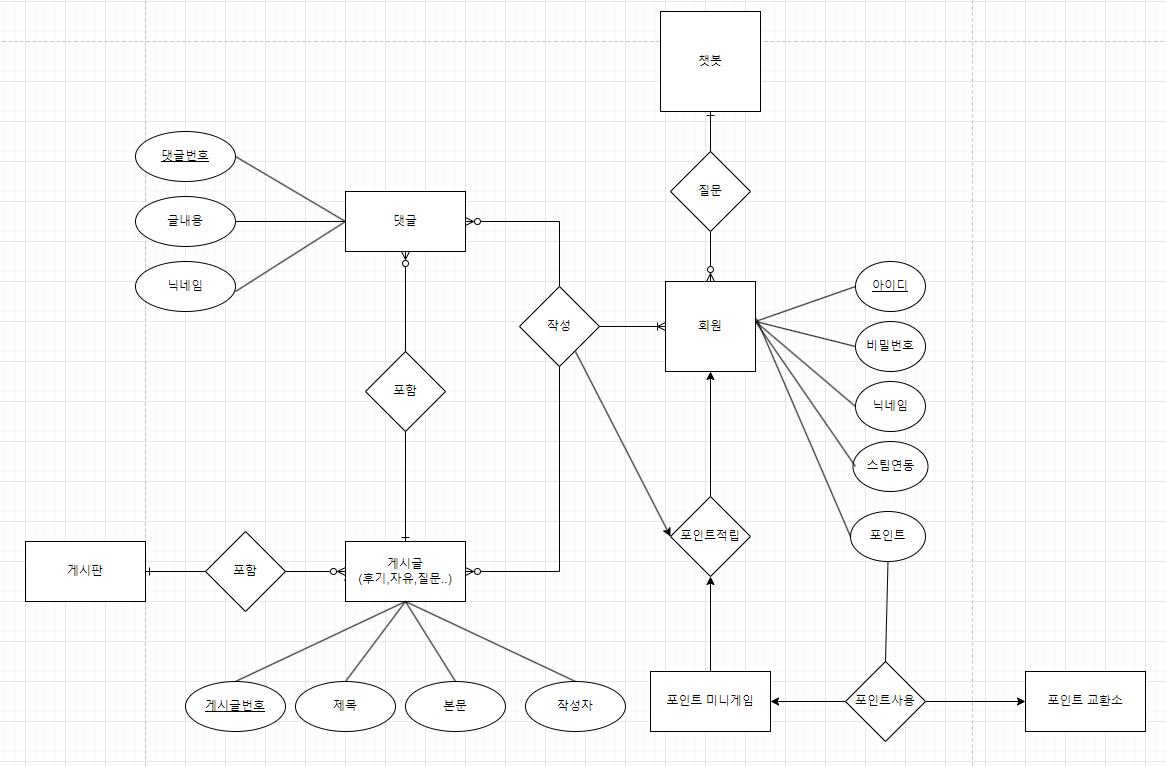 챗봇
댓글번호
질문
글내용
댓글
닉네임
아이디
작성
회원
비밀번호
포함
닉네임
스팀연동
포인트적립
포인트
게시판
포함
게시글
(후기,자유,질문..)
게시글번호
제목
본문
작성자
포인트 미니게임
포인트사용
포인트 교환소